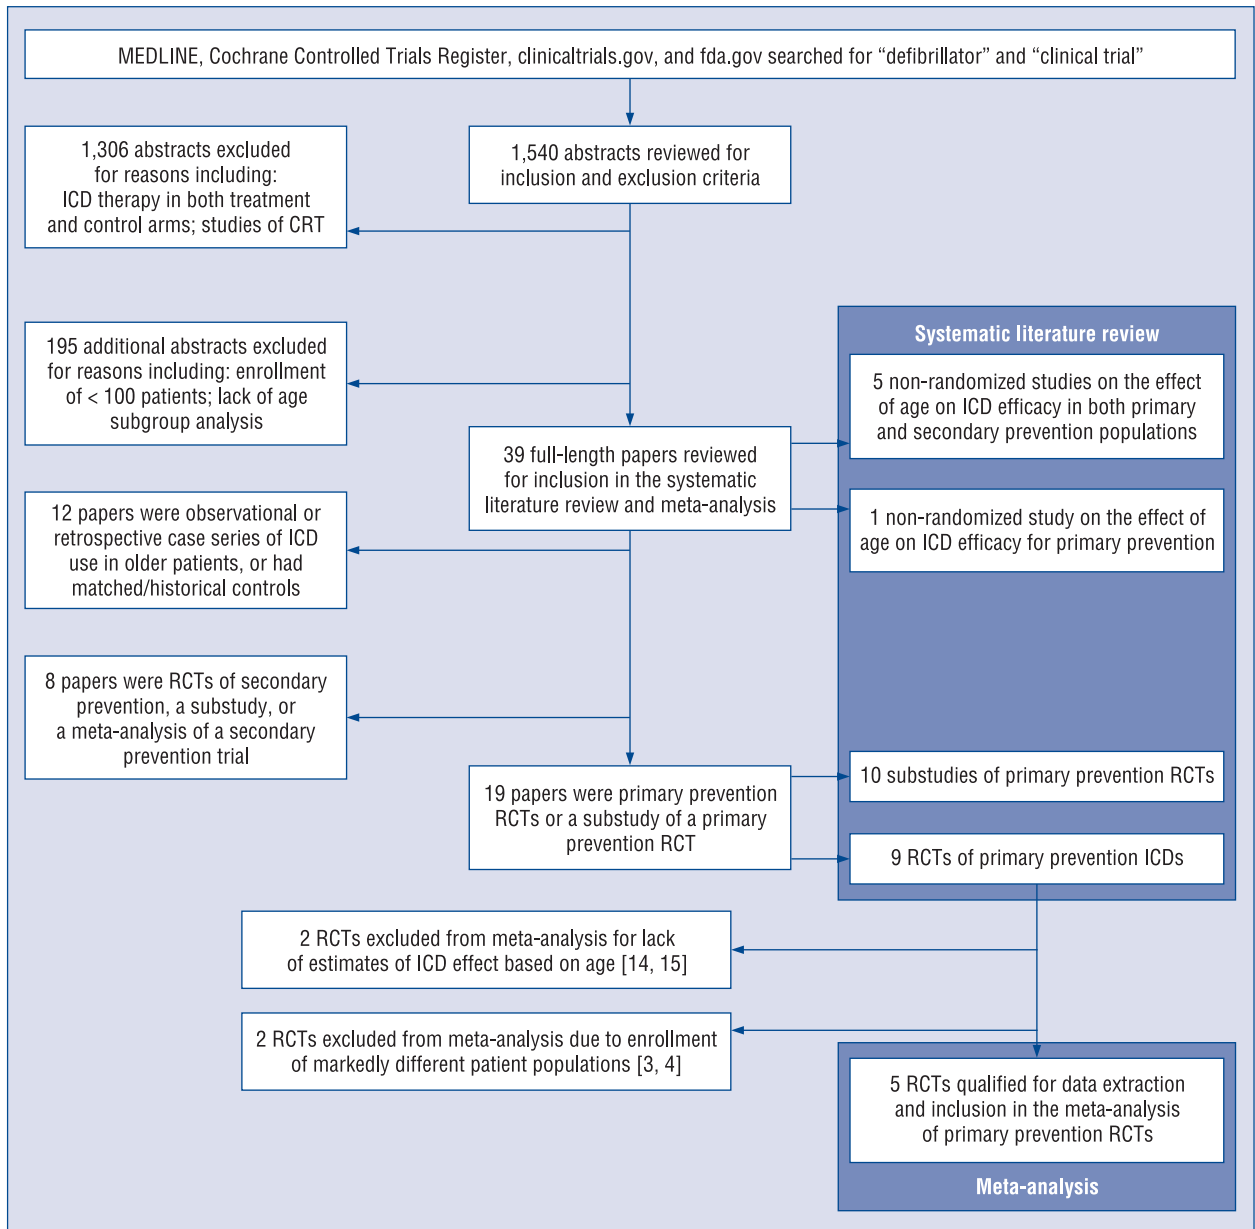 MEDLINE, Cochrane Controlled Trials Register, clinicaltrials.gov, and fda.gov searched for “defibrillator” and “clinical trial”
1,306 abstracts excluded
for reasons including:
ICD therapy in both treatment
and control arms; studies of CRT
1,540 abstracts reviewed for
inclusion and exclusion criteria
195 additional abstracts excluded
for reasons including: enrollment
of < 100 patients; lack of age
subgroup analysis
Systematic literature review
5 non-randomized studies on the effect
of age on ICD efficacy in both primary
and secondary prevention populations
39 full-length papers reviewed
for inclusion in the systematic
literature review and meta-analysis
1 non-randomized study on the effect of
age on ICD efficacy for primary prevention
12 papers were observational or
retrospective case series of ICD
use in older patients, or had
matched/historical controls
8 papers were RCTs of secondary
prevention, a substudy, or
a meta-analysis of a secondary
prevention trial
19 papers were primary prevention
RCTs or a substudy of a primary
prevention RCT
10 substudies of primary prevention RCTs
9 RCTs of primary prevention ICDs
2 RCTs excluded from meta-analysis for lack
of estimates of ICD effect based on age [14, 15]
2 RCTs excluded from meta-analysis due to enrollment
of markedly different patient populations [3, 4]
5 RCTs qualified for data extraction
and inclusion in the meta-analysis
of primary prevention RCTs
Meta-analysis